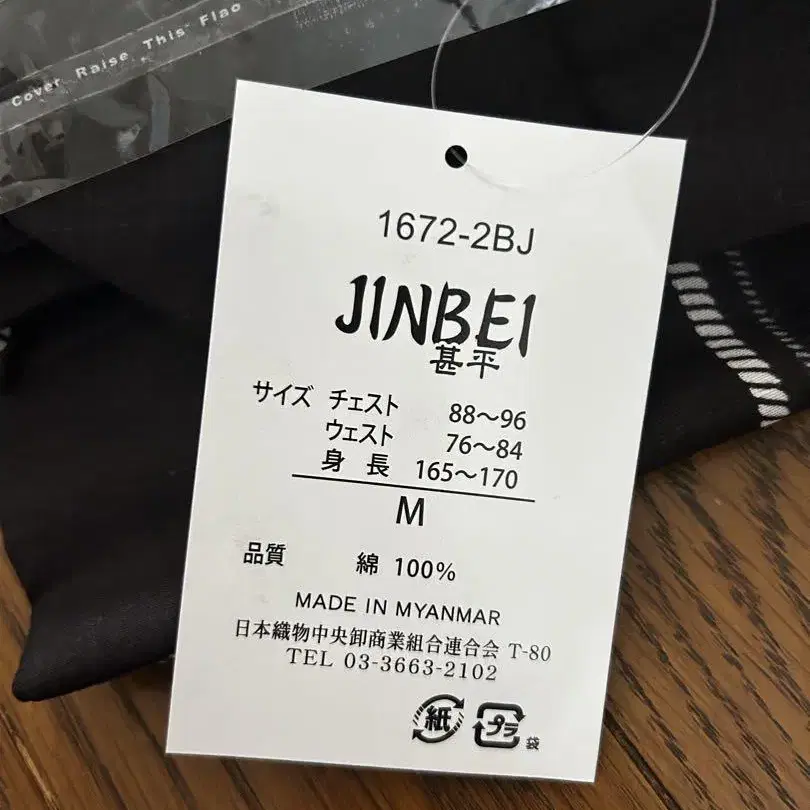 Cover Raise This Flao
1672-2BJ
JINBEI
甚平
サイズ チェスト 88〜96
ウェスト 76〜84
身長 165〜170
M
品質 綿 100%
MADE IN MYANMAR
日本織物中央卸商業組合連合会 T-80
TEL 03-3663-2102
紙
プラ
袋